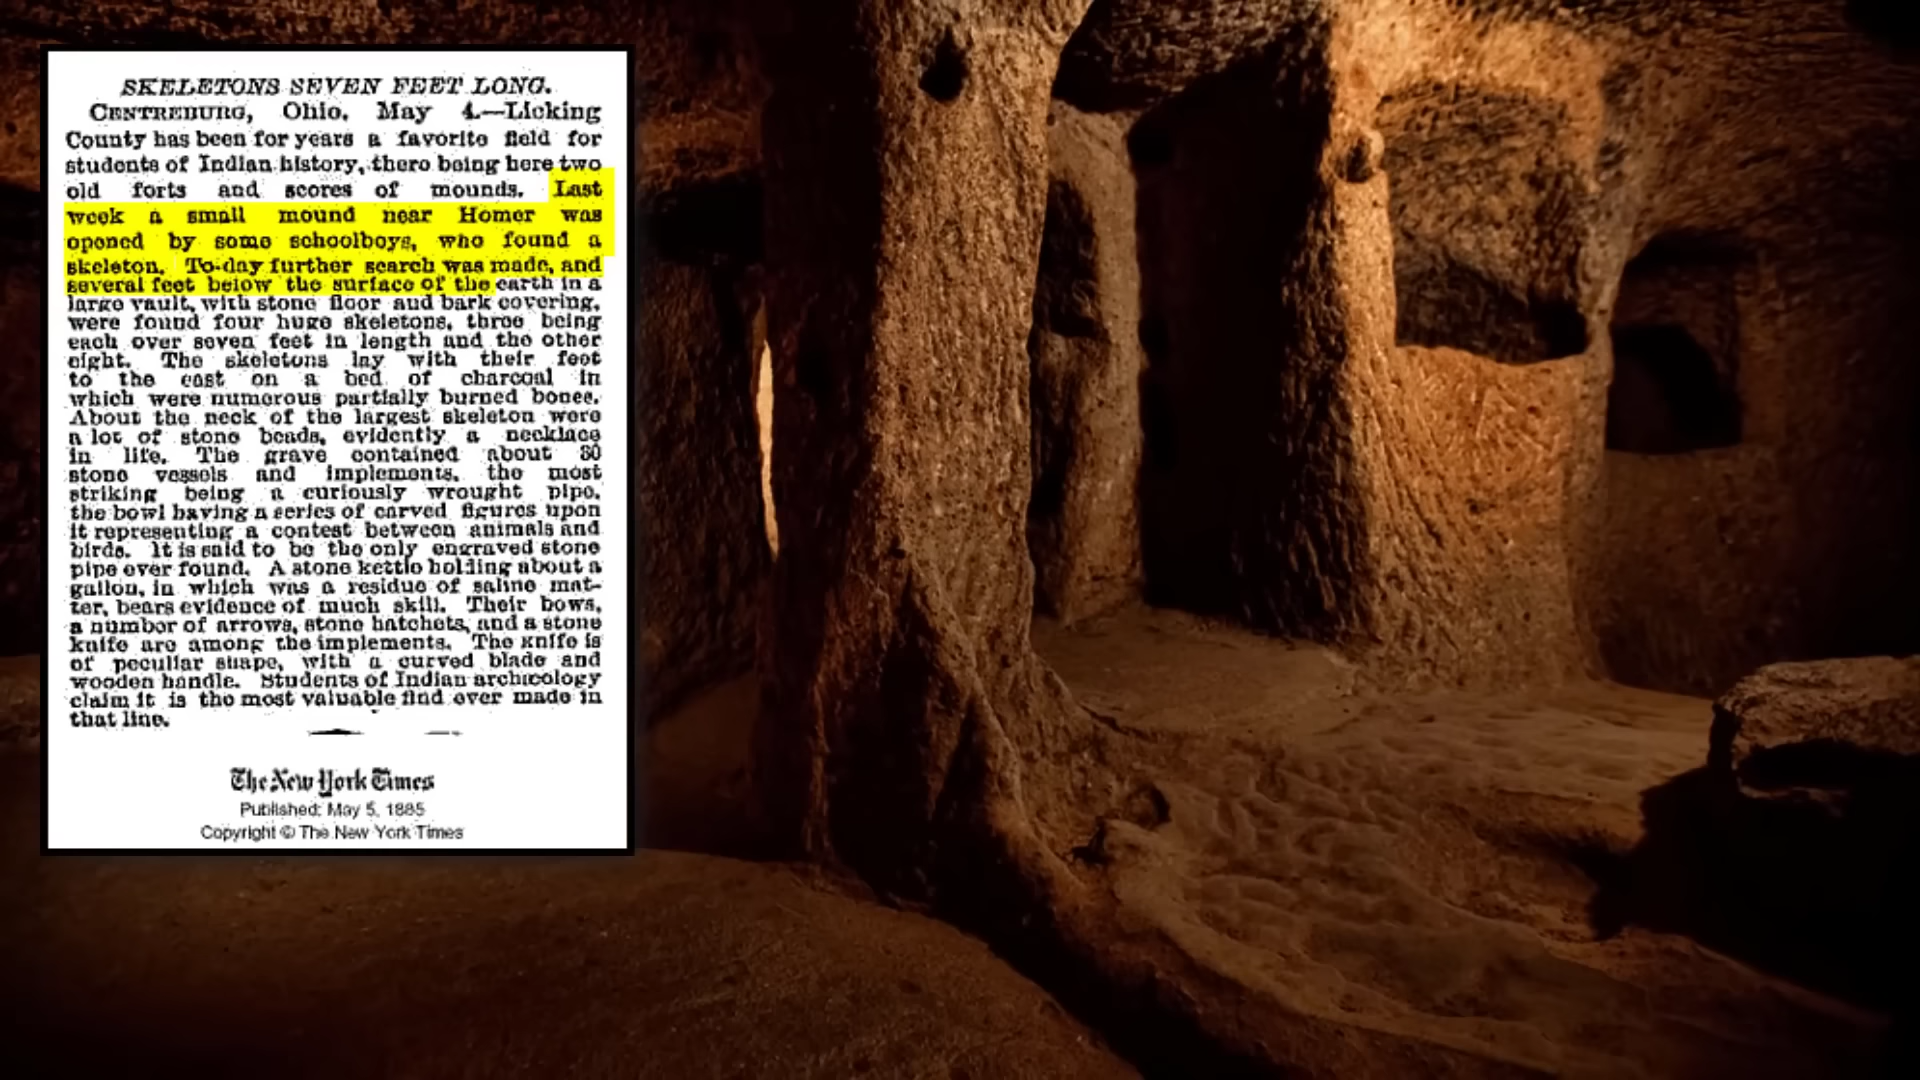 SKELETONS SEVEN FEET LONG.
CENTREBURG, Ohio, May 4.—Licking
County has been for years a favorite field for
students of Indian history, there being here two
old forts and scores of mounds. Last
week a small mound near Homer was
opened by some schoolboys, who found a
skeleton. To-day further search was made, and
several feet below the surface of the earth in a
large vault, with stone floor and bark covering,
were found four huge skeletons, three being
each over seven feet in length and the other
eight. The skeletons lay with their feet
to the east on a bed of charcoal in
which were numerous partially burned bones.
About the neck of the largest skeleton were
a lot of stone beads, evidently a necklace
in life. The grave contained about 30
stone vessels and implements, the most
striking being a curiously wrought pipe,
the bowl having a series of carved figures upon
it representing a contest between animals and
birds. It is said to be the only engraved stone
pipe ever found. A stone kettle holding about a
gallon, in which was a residue of saline mat-
ter, bears evidence of much skill. Their bows,
a number of arrows, stone hatchets, and a stone
knife are among the implements. The knife is
of peculiar shape, with a curved blade and
wooden handle. Students of Indian archæology
claim it is the most valuable find ever made in
that line.
The New York Times
Published: May 5, 1885
Copyright © The New York Times